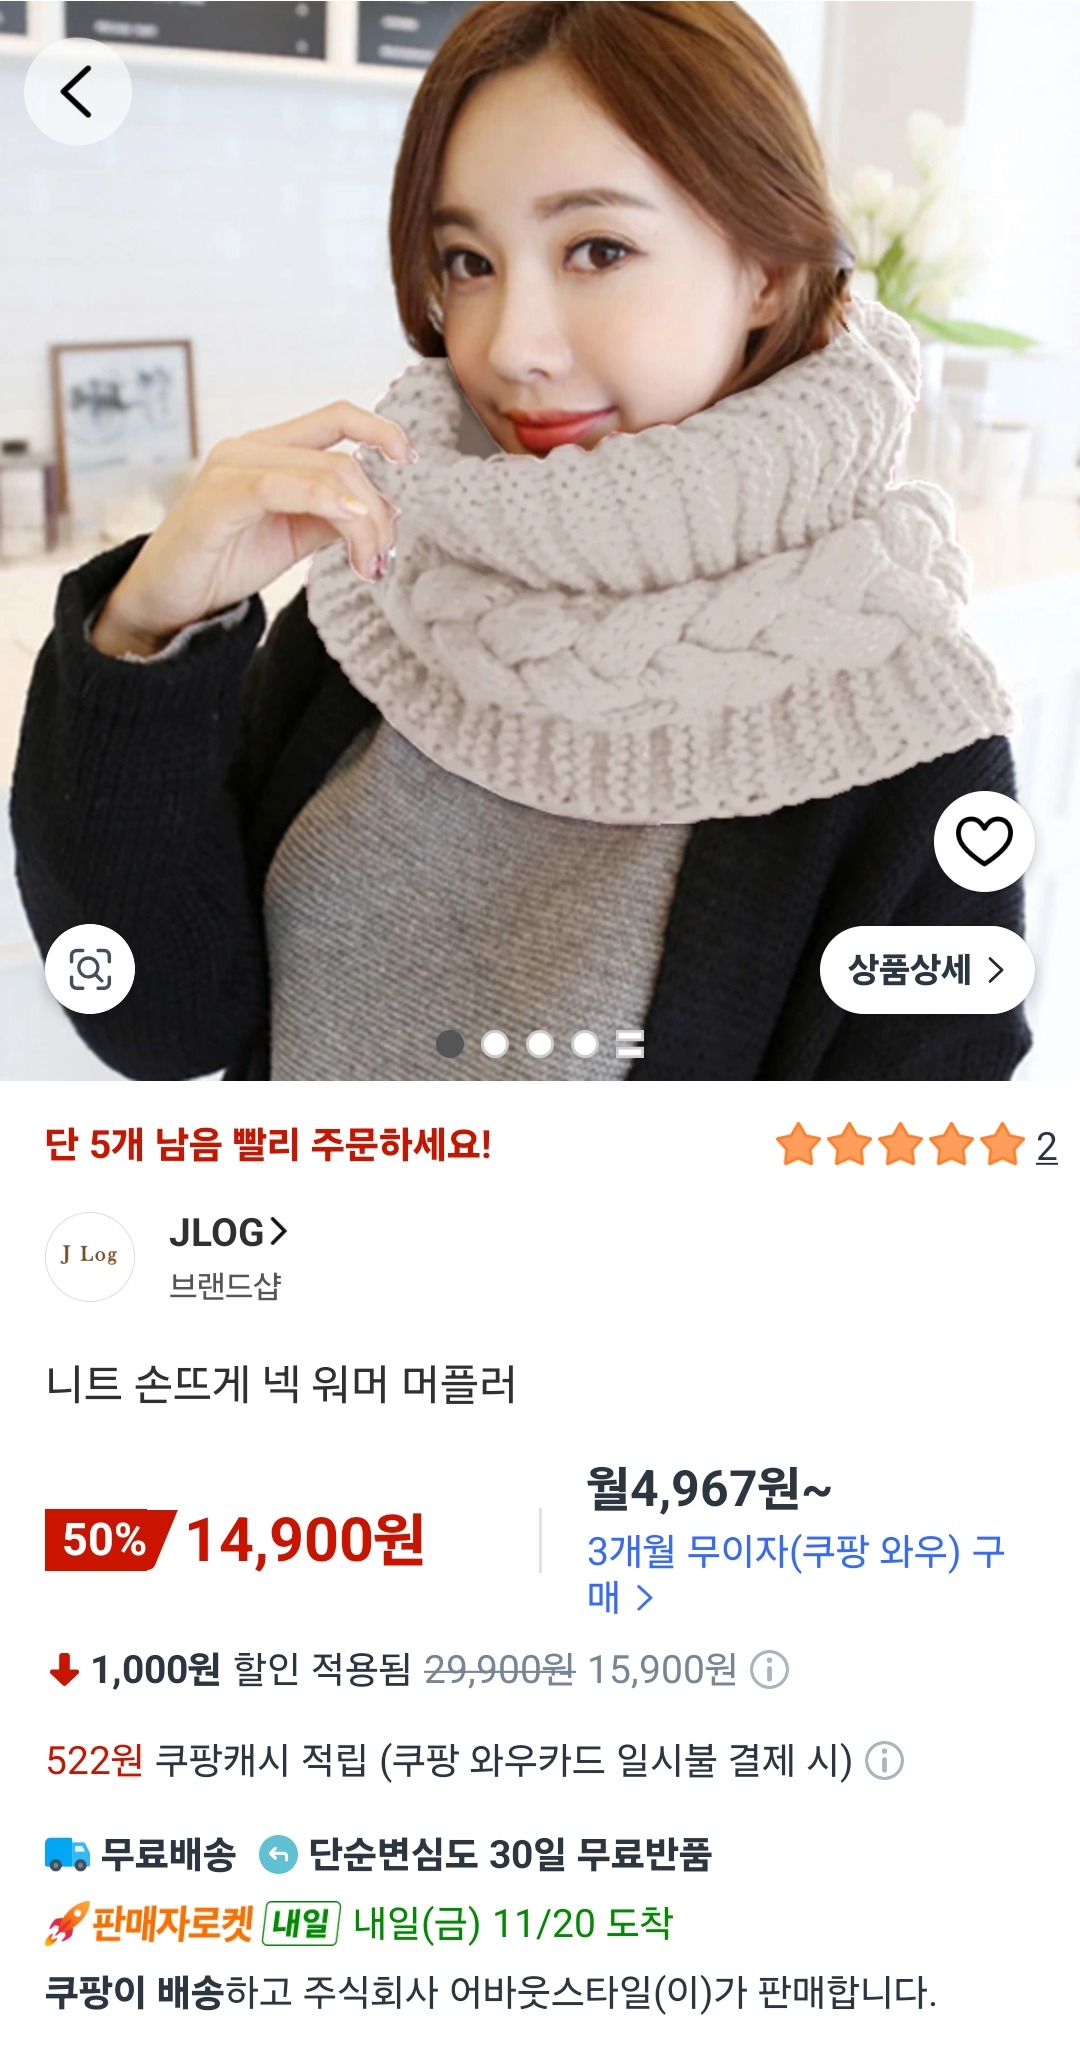 상품상세
단 5개 남음 빨리 주문하세요!
2
J Log
JLOG
브랜드샵
니트 손뜨게 넥 워머 머플러
50% 14,900원
월4,967원~
3개월 무이자(쿠팡 와우) 구
매
1,000원 할인 적용됨 29,900원 15,900원
522원 쿠팡캐시 적립 (쿠팡 와우카드 일시불 결제 시)
무료배송 단순변심도 30일 무료반품
판매자로켓 내일 내일(금) 11/20 도착
쿠팡이 배송하고 주식회사 어바웃스타일(이)가 판매합니다.